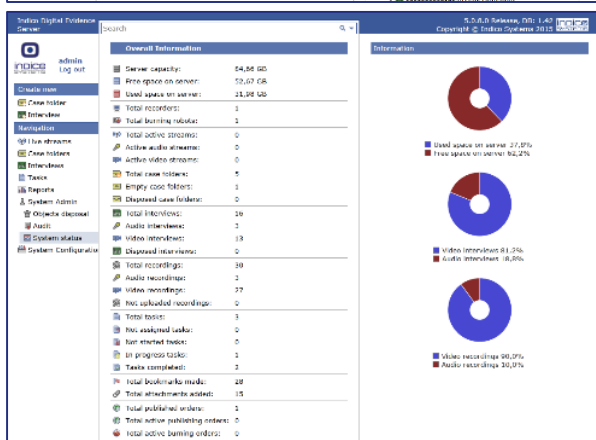 Indico Digital Evidence Server
Search
5.0.8.0 Release, DB: 1.42
Copyright © Indico Systems 2015
indico
indico
admin
Log out
Create new
Case folder
Interview
Navigation
Live streams
Case folders
Interviews
Tasks
Reports
System Admin
Objects disposal
Audit
System status
System Configuratio
Overall Information
Server capacity: 84,66 GB
Free space on server: 52,67 GB
Used space on server: 31,98 GB
Total recorders: 1
Total burning robots: 1
Total active streams: 0
Active audio streams: 0
Active video streams: 0
Total case folders: 5
Empty case folders: 1
Disposed case folders: 0
Total interviews: 16
Audio interviews: 3
Video interviews: 13
Disposed interviews: 0
Total recordings: 30
Audio recordings: 3
Video recordings: 27
Not uploaded recordings: 0
Total tasks: 3
Not assigned tasks: 0
Not started tasks: 0
In progress tasks: 1
Tasks completed: 2
Total bookmarks made: 28
Total attachments added: 15
Total published orders: 1
Total active publishing orders: 0
Total active burning orders: 0
Information
Used space on server 37,8%
Free space on server 62,2%
Video interviews 81,2%
Audio interviews 18,8%
Video recordings 90,0%
Audio recordings 10,0%